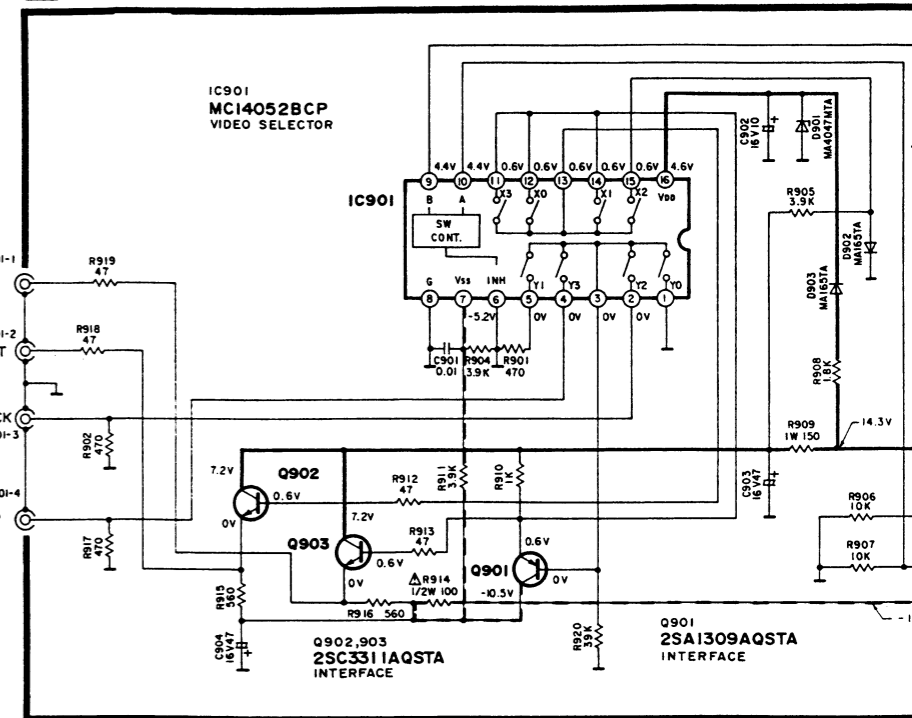 IC901
MC14052BCP
VIDEO SELECTOR
C902
16V10
D901
MA4047MTA
4.4V 4.4V 0.6V 0.6V 0.6V 0.6V 4.6V
9 10 11 12 13 14 15 16
IC901
B A X3 X0 X1 X2 VDD
SW
CONT.
R905
3.9K
D902
MA165TA
G VSS INH Y1 Y3 Y2 Y0
8 7 6 5 4 3 2 1
-5.2V 0V 0V 0V
D903
MA165TA
-1
R919
47
-2
T
R918
47
C901
0.01
R904
3.9K
R901
470
R908
1.8K
CK
-3
R902
470
R909
1W 150
14.3V
7.2V
Q902
0.6V
0V
R912
47
R911
3.9K
R910
1K
C903
16V47
-4
R917
470
7.2V
Q903
0.6V
0V
R913
47
R906
10K
R907
10K
0.6V
Q901
0V
-10.5V
R915
560
R914
1/2W 100
R916 560
C904
16V47
R920
3.9K
Q902,903
2SC3311AQSTA
INTERFACE
Q901
2SA1309AQSTA
INTERFACE